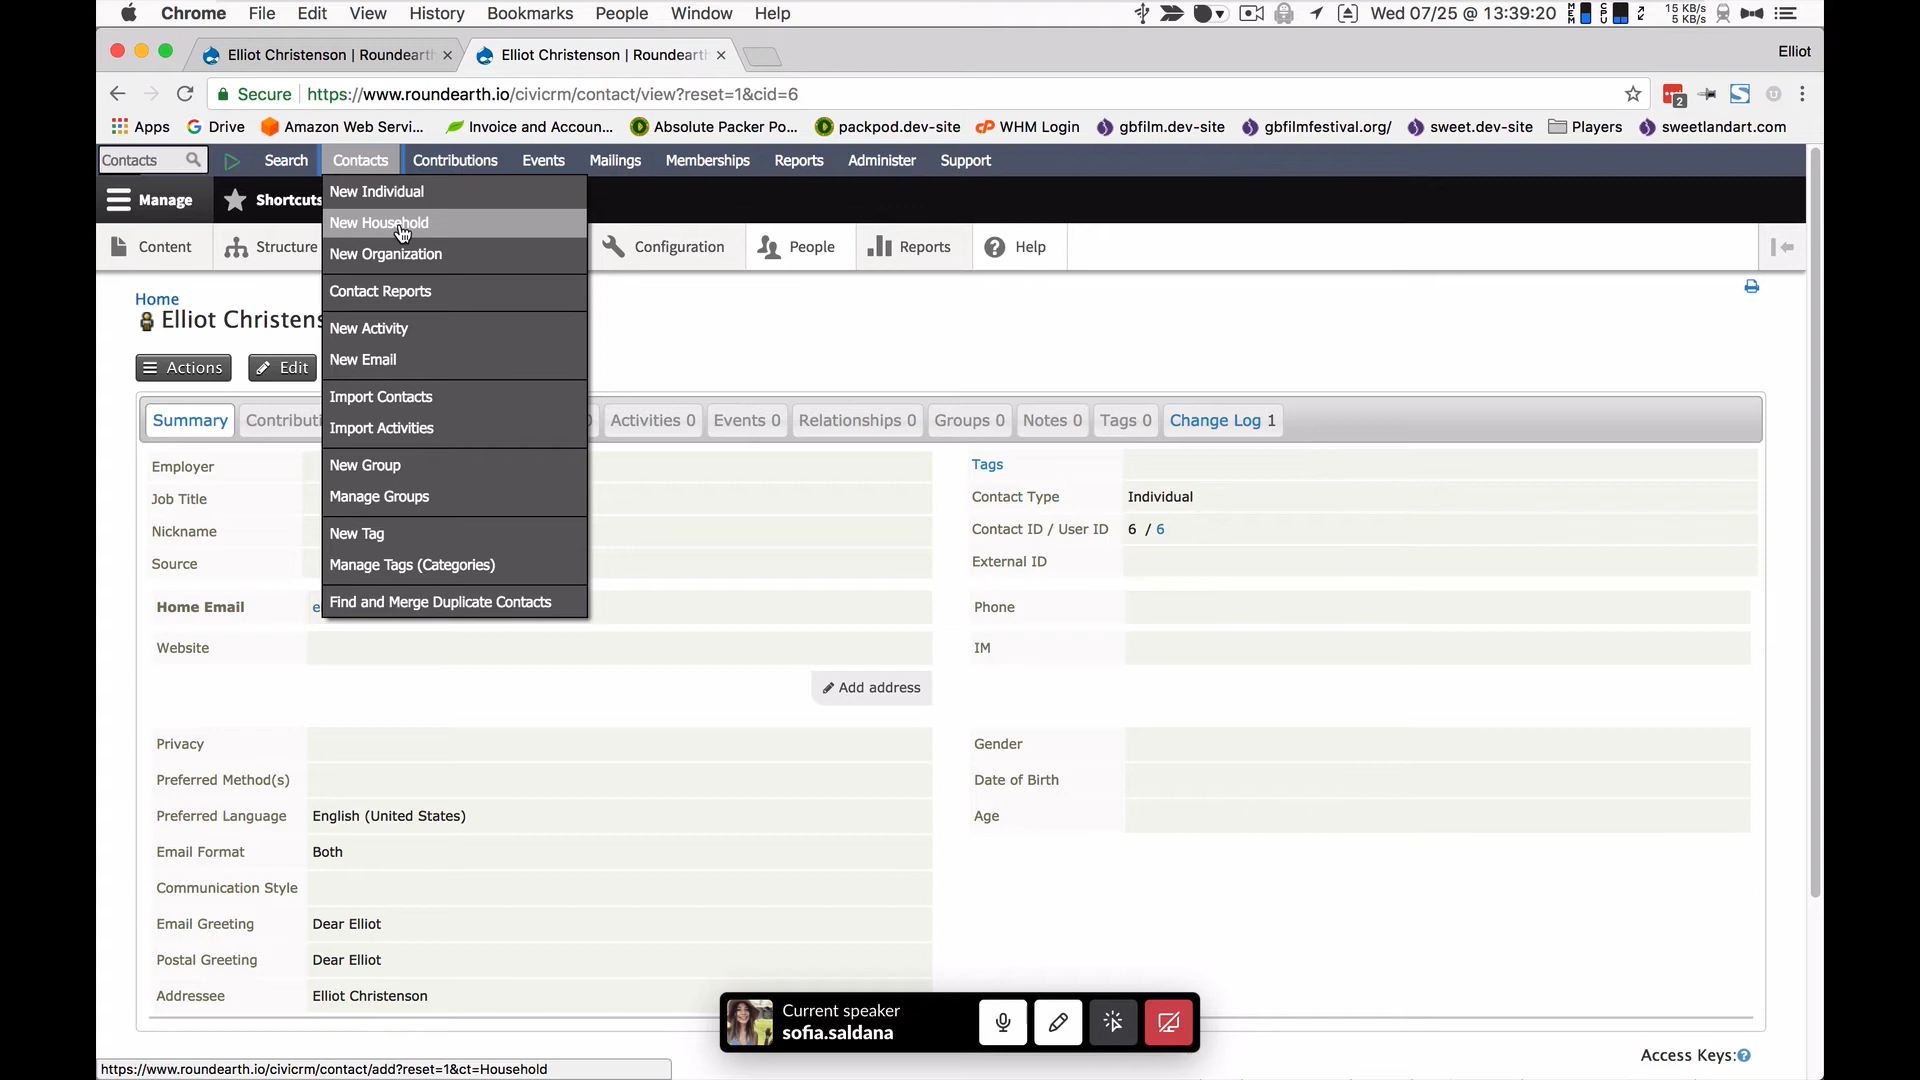 Chrome File Edit View History Bookmarks People Window Help Wed 07/25 @ 13:39:20 15 KB/s 5 KB/s
Elliot Christenson | Roundearth Elliot Christenson | Roundearth Elliot
Secure https://www.roundearth.io/civicrm/contact/view?reset=1&cid=6 2
Apps Drive Amazon Web Servi... Invoice and Accoun... Absolute Packer Po... packpod.dev-site WHM Login gbfilm.dev-site gbfilmfestival.org/ sweet.dev-site Players sweetlandart.com
Contacts Search Contacts Contributions Events Mailings Memberships Reports Administer Support
New Individual
Manage Shortcuts
New Household
Content Structure Configuration People Reports Help
New Organization
Contact Reports
Home
Elliot Christens
New Activity
New Email
Actions Edit
Import Contacts
Summary Contributi Activities 0 Events 0 Relationships 0 Groups 0 Notes 0 Tags 0 Change Log 1
Import Activities
Employer New Group Tags
Job Title Manage Groups Contact Type Individual
Nickname New Tag Contact ID / User ID 6 / 6
Source Manage Tags (Categories) External ID
Home Email e Find and Merge Duplicate Contacts Phone
Website IM
Add address
Privacy Gender
Preferred Method(s) Date of Birth
Preferred Language English (United States) Age
Email Format Both
Communication Style
Email Greeting Dear Elliot
Postal Greeting Dear Elliot
Addressee Elliot Christenson
Current speaker
sofia.saldana
Access Keys:
https://www.roundearth.io/civicrm/contact/add?reset=1&ct=Household